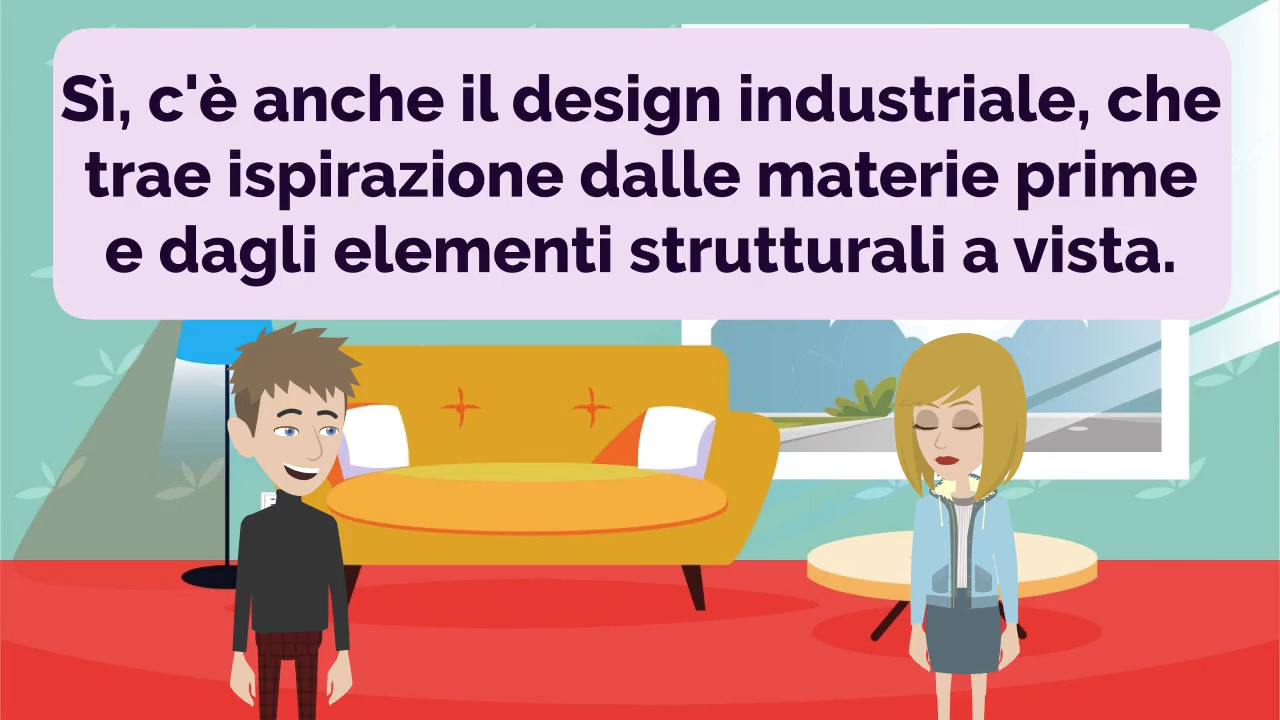 Sì, c'è anche il design industriale, che
trae ispirazione dalle materie prime
e dagli elementi strutturali a vista.